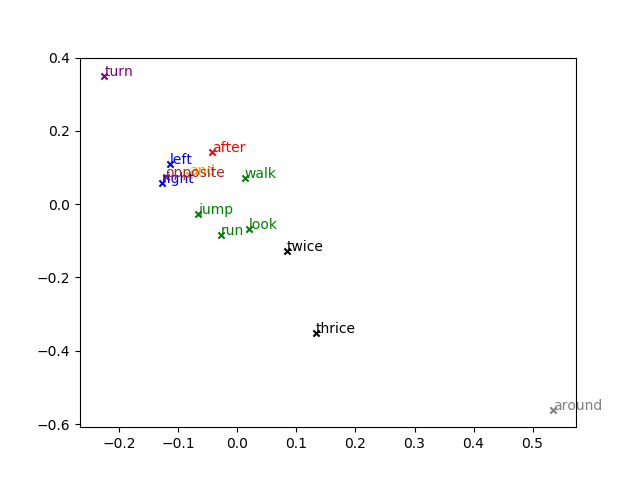 0.4
turn
0.2
after
left
opposite
and
walk
right
0.0
jump
look
run
twice
−0.2
thrice
−0.4
around
−0.6
−0.2 −0.1 0.0 0.1 0.2 0.3 0.4 0.5